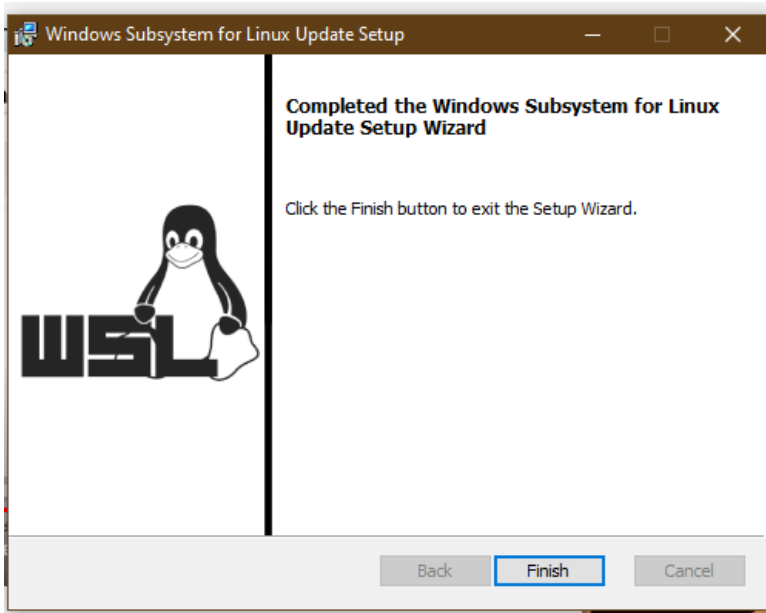 Windows Subsystem for Linux Update Setup
Completed the Windows Subsystem for Linux
Update Setup Wizard
Click the Finish button to exit the Setup Wizard.
WSL
Back
Finish
Cancel